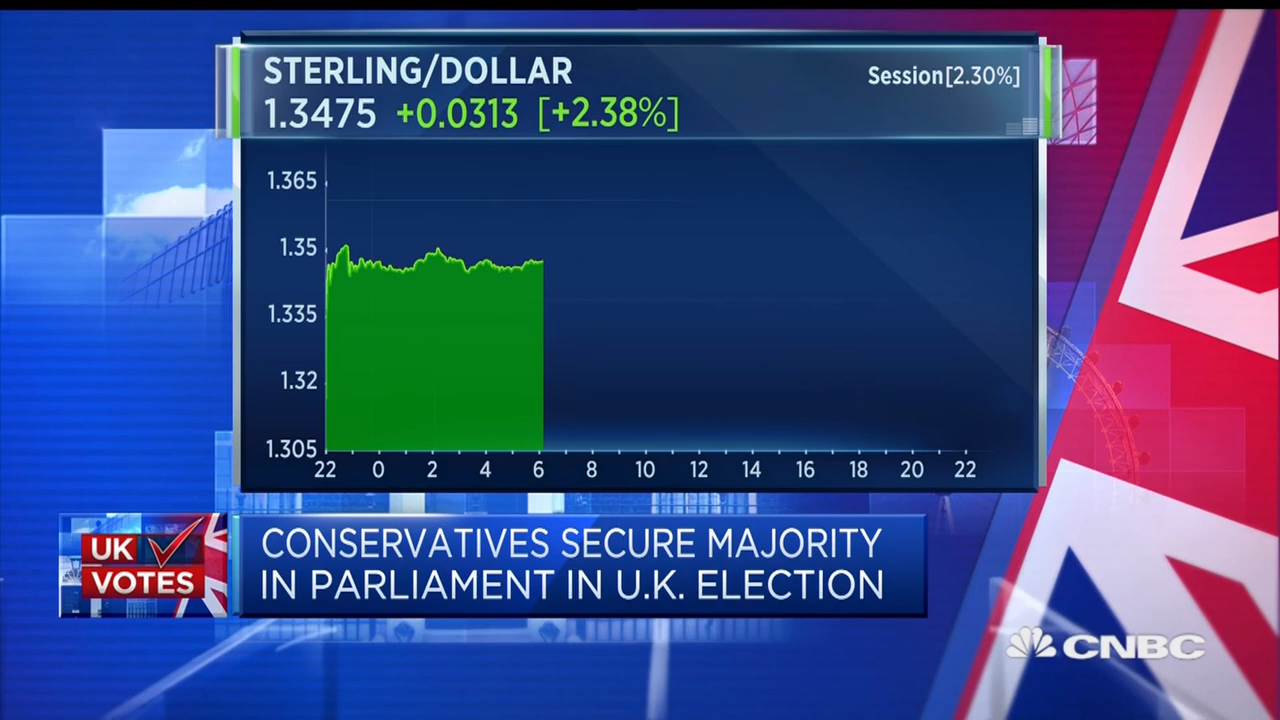 STERLING/DOLLAR
Session[2.30%]
1.3475 +0.0313 [+2.38%]
1.365
1.35
1.335
1.32
1.305
22 0 2 4 6 8 10 12 14 16 18 20 22
UK
VOTES
CONSERVATIVES SECURE MAJORITY
IN PARLIAMENT IN U.K. ELECTION
CNBC